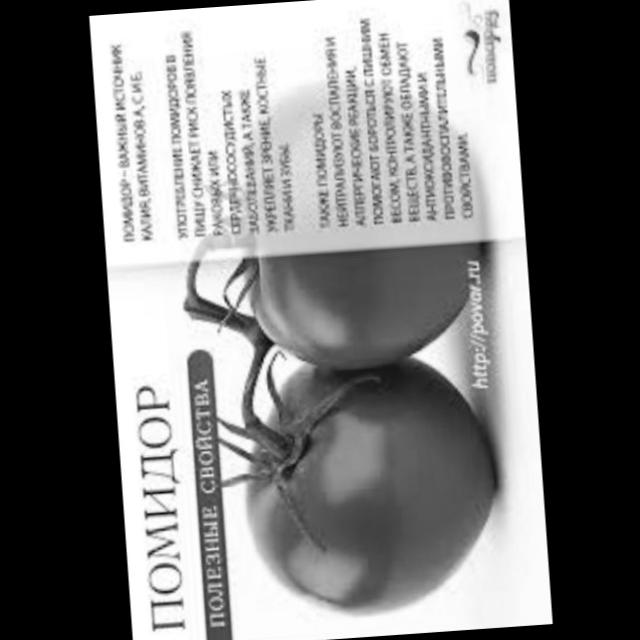 ПОМИДОР
ПОЛЕЗНЫЕ СВОЙСТВА
ПОМИДОР – ВАЖНЫЙ ИСТОЧНИК
КАЛИЯ, ВИТАМИНОВ А, С И Е.
УПОТРЕБЛЕНИЕ ПОМИДОРОВ В
ПИЩУ СНИЖАЕТ РИСК ПОЯВЛЕНИЯ
РАКОВЫХ ИЛИ
СЕРДЕЧНОСОСУДИСТЫХ
ЗАБОЛЕВАНИЙ, А ТАКЖЕ
УКРЕПЛЯЕТ ЗРЕНИЕ, КОСТНЫЕ
ТКАНИ И ЗУБЫ.
ТАКЖЕ ПОМИДОРЫ
НЕЙТРАЛИЗУЮТ ВОСПАЛЕНИЯ И
АЛЛЕРГИЧЕСКИЕ РЕАКЦИИ,
ПОМОГАЮТ БОРОТЬСЯ С ЛИШНИМ
ВЕСОМ, КОНТРОЛИРУЮТ ОБМЕН
ВЕЩЕСТВ, А ТАКЖЕ ОБЛАДАЮТ
АНТИОКСИДАНТНЫМИ И
ПРОТИВОВОСПАЛИТЕЛЬНЫМИ
СВОЙСТВАМИ.
http://povar.ru